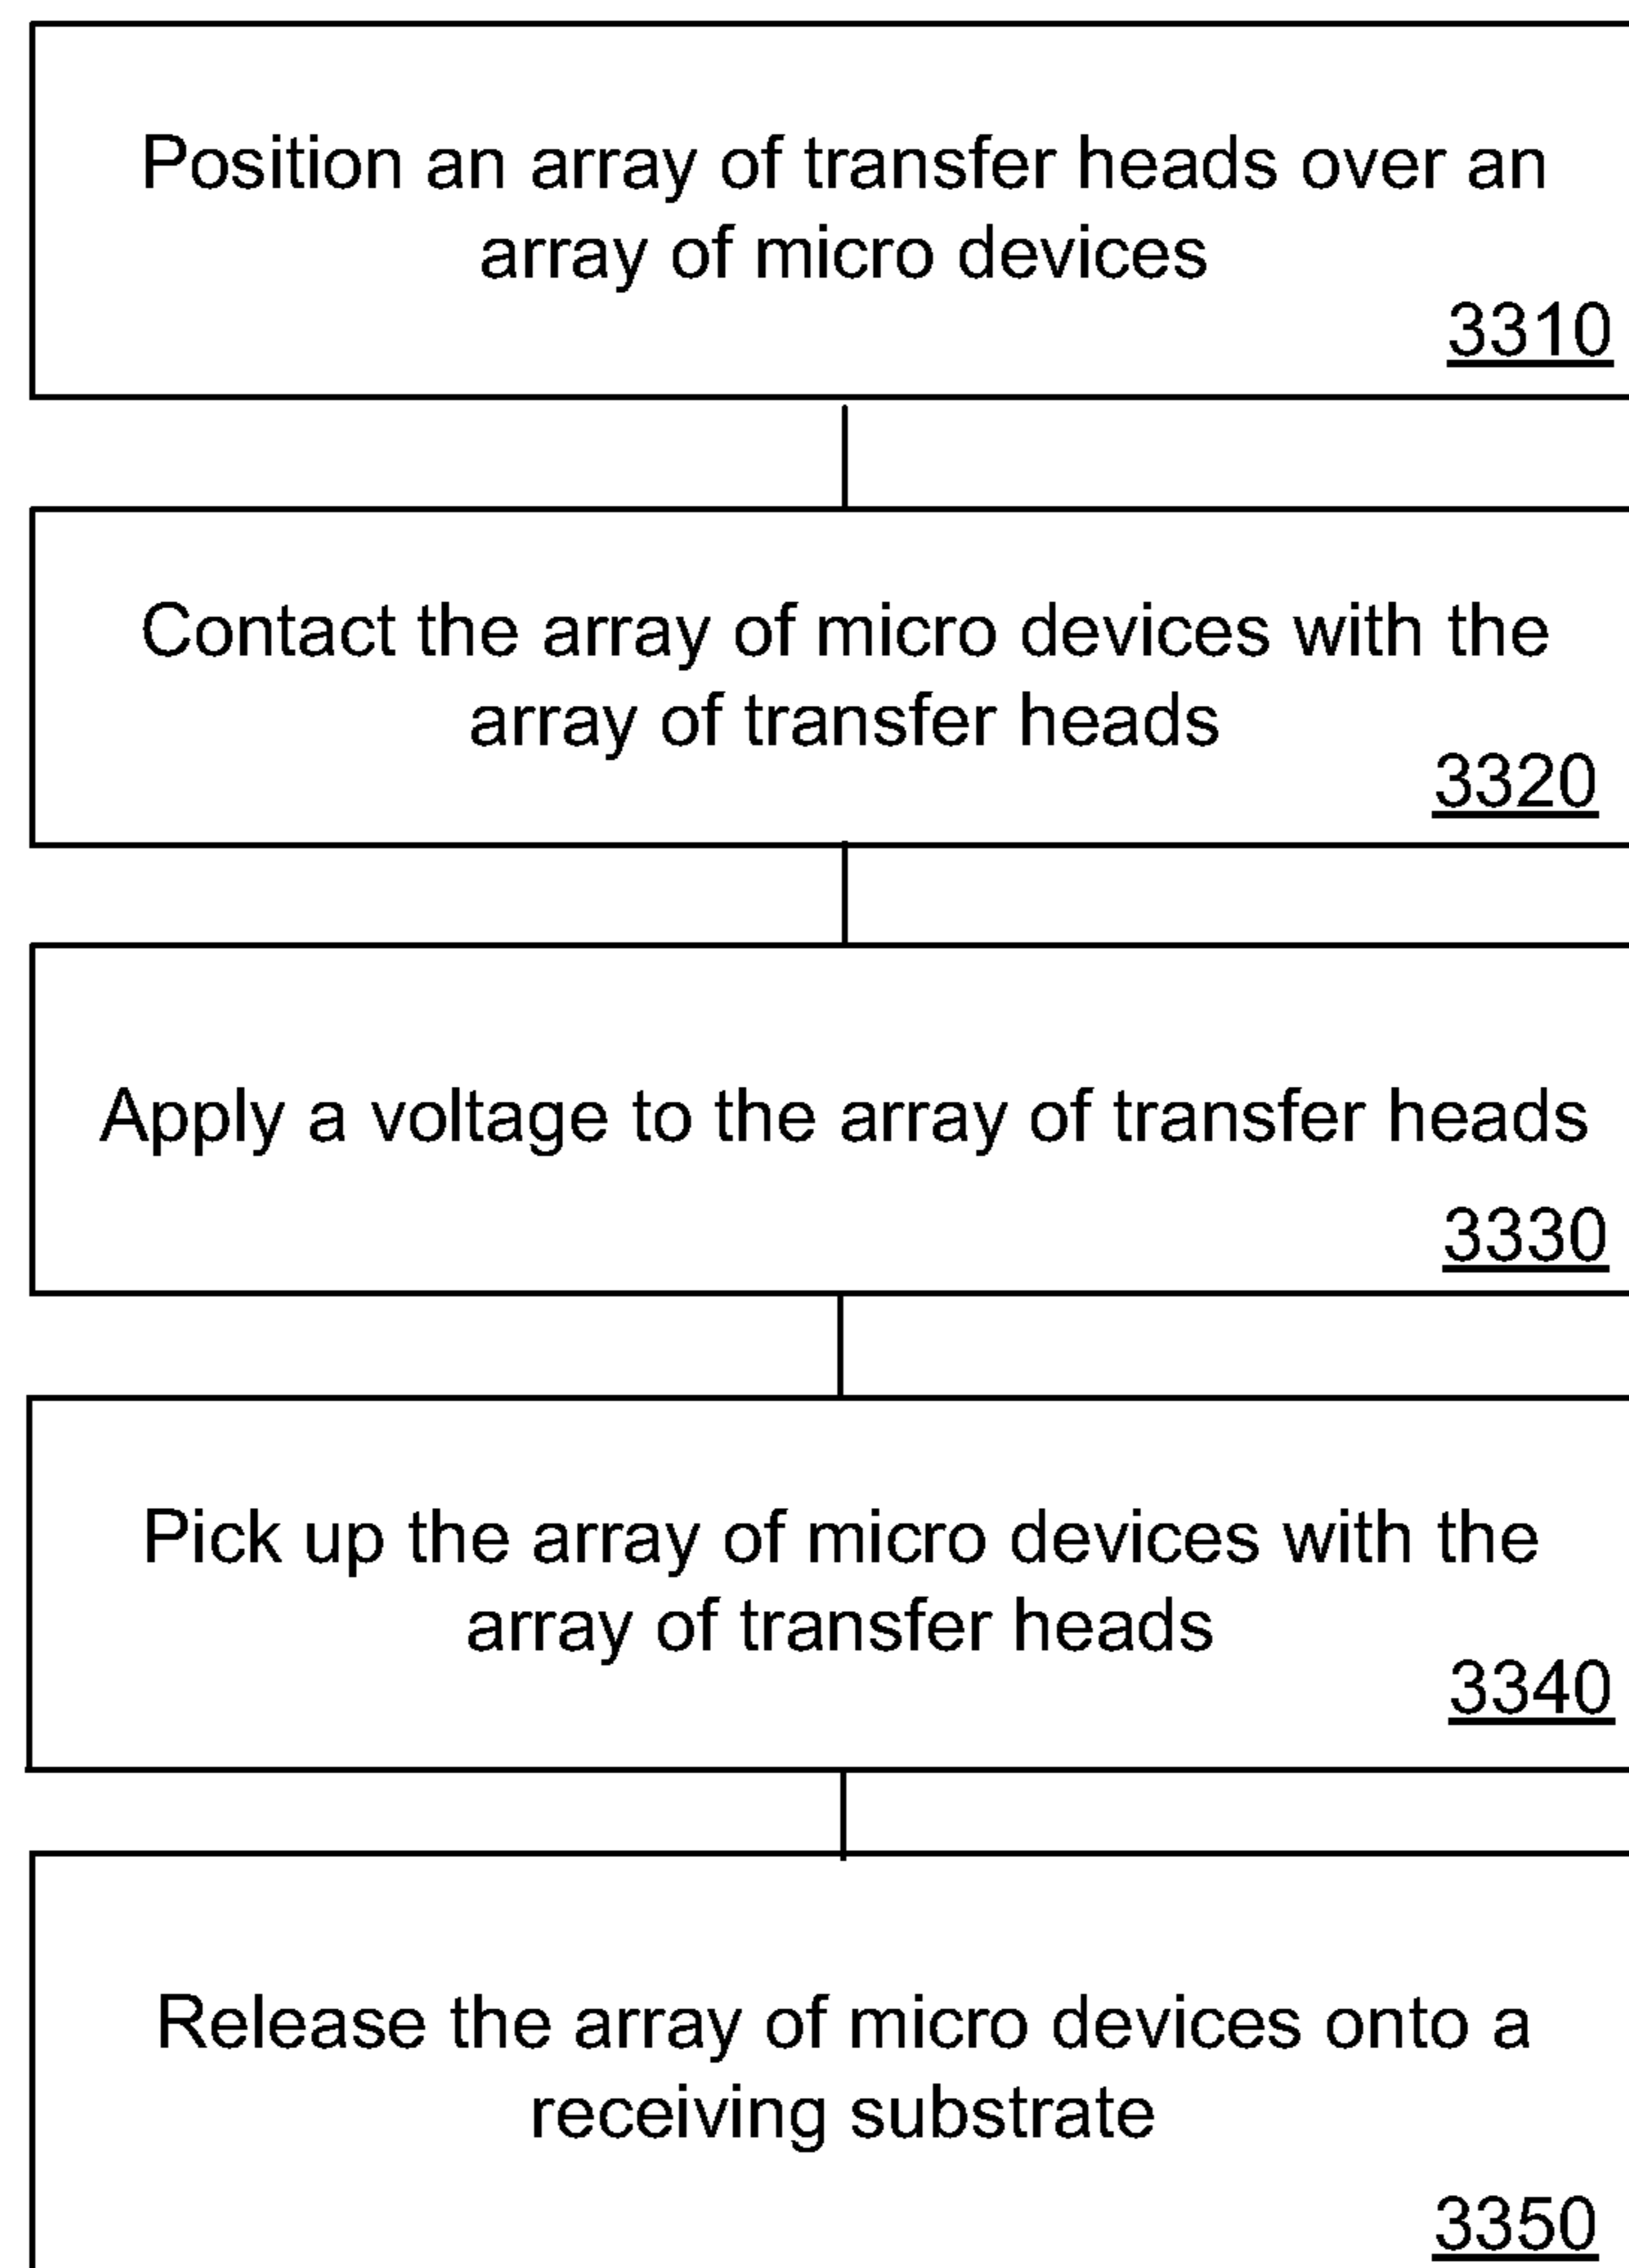 Position an array of transfer heads over an
array of micro devices
3310
Contact the array of micro devices with the
array of transfer heads
3320
Apply a voltage to the array of transfer heads
3330
Pick up the array of micro devices with the
array of transfer heads
3340
Release the array of micro devices onto a
receiving substrate
3350